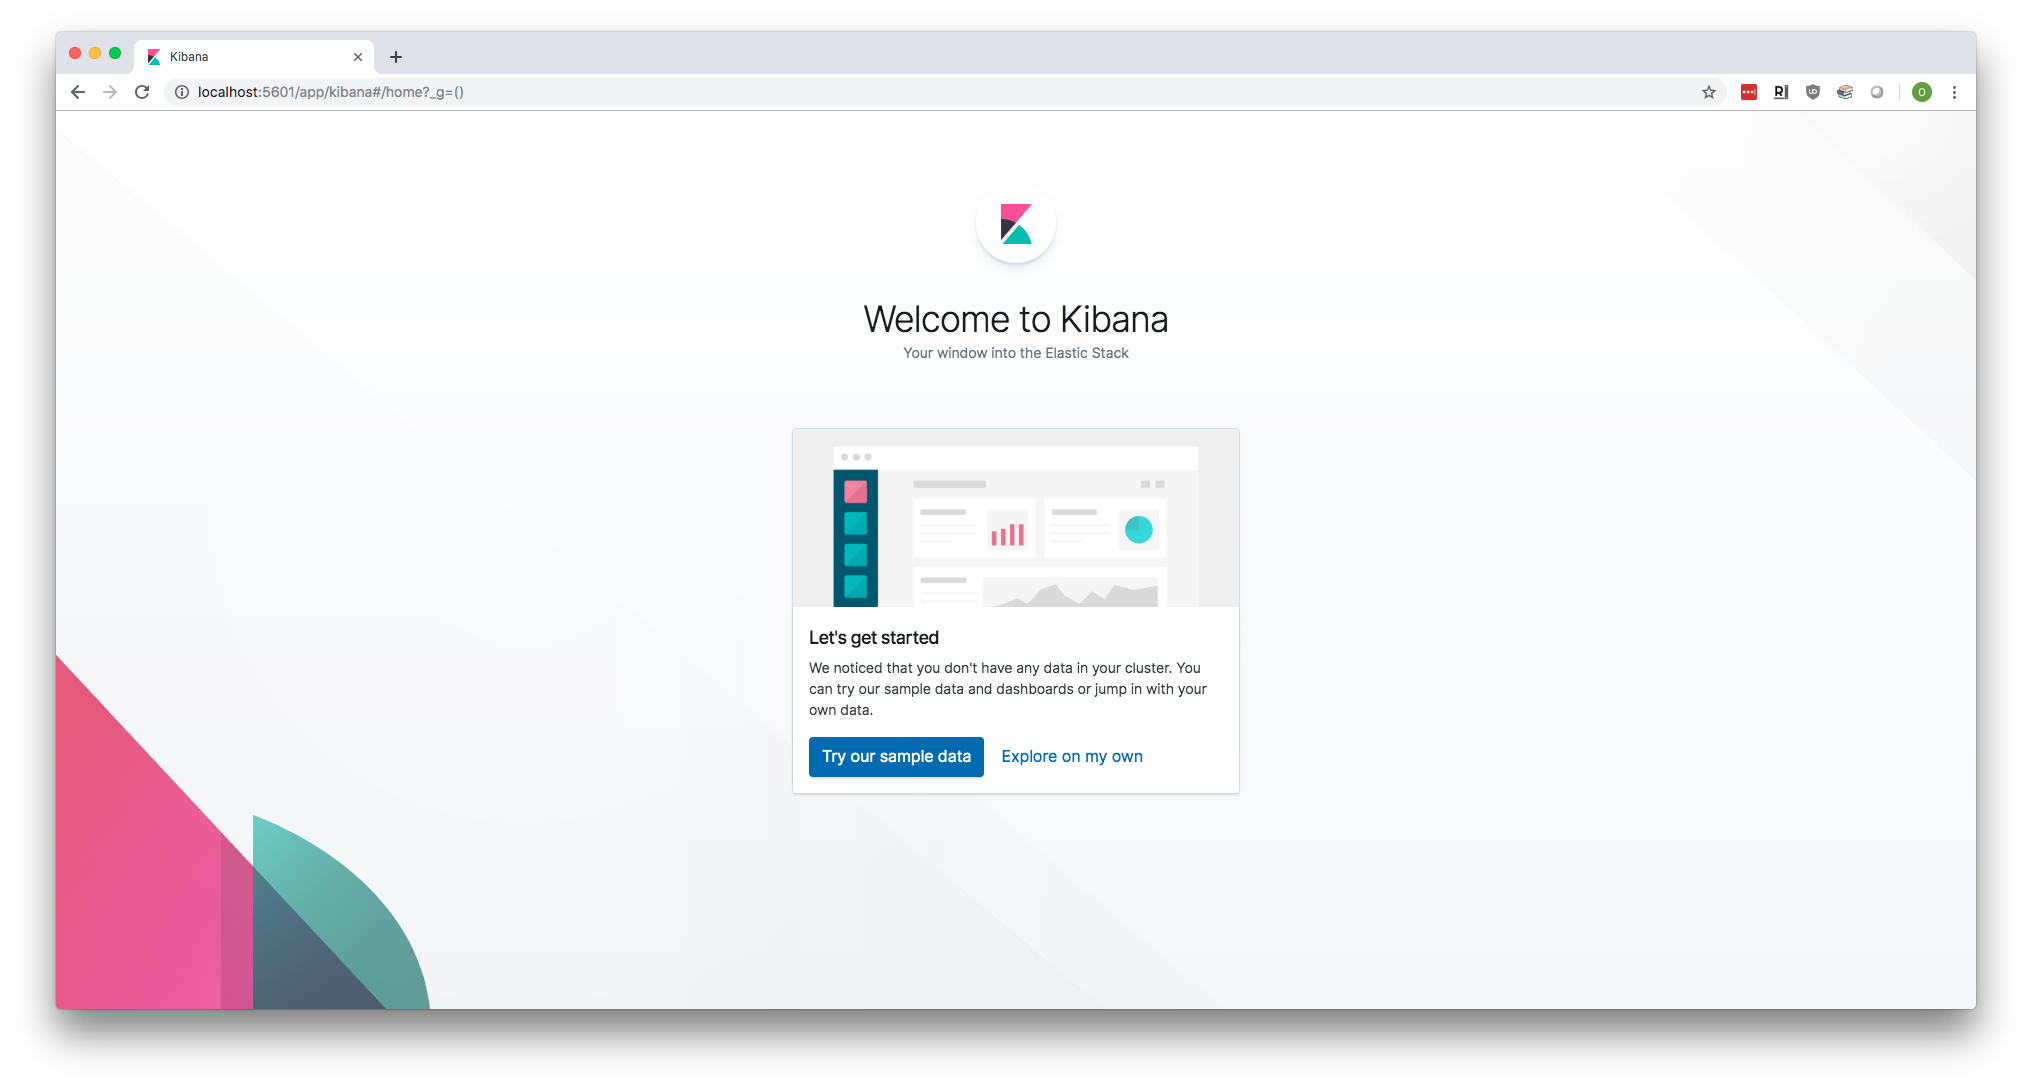 Kibana
localhost:5601/app/kibana#/home?_g=()
O
Welcome to Kibana
Your window into the Elastic Stack
Let's get started
We noticed that you don't have any data in your cluster. You
can try our sample data and dashboards or jump in with your
own data.
Try our sample data
Explore on my own